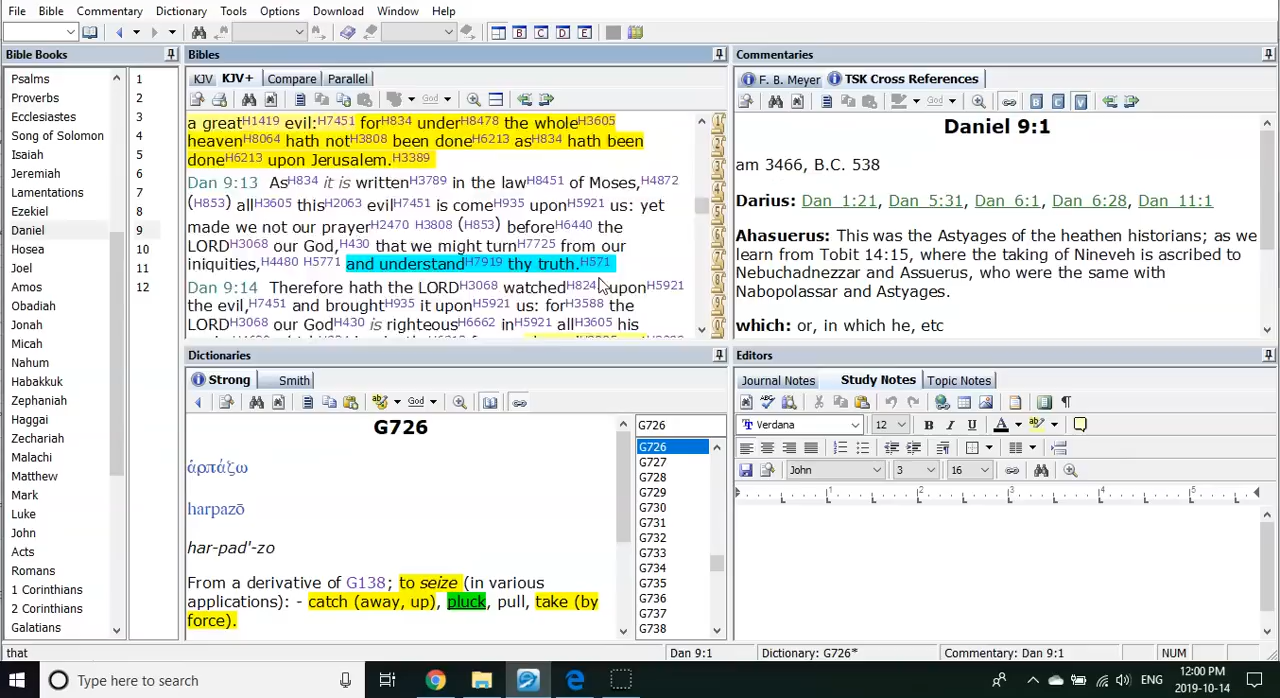 File Bible Commentary Dictionary Tools Options Download Window Help
Bible Books
Psalms
Proverbs
Ecclesiastes
Song of Solomon
Isaiah
Jeremiah
Lamentations
Ezekiel
Daniel
Hosea
Joel
Amos
Obadiah
Jonah
Micah
Nahum
Habakkuk
Zephaniah
Haggai
Zechariah
Malachi
Matthew
Mark
Luke
John
Acts
Romans
1 Corinthians
2 Corinthians
Galatians
1
2
3
4
5
6
7
8
9
10
11
12
Bibles
KJV KJV+ Compare Parallel
God
a greatH1419 evil:H7451 forH834 underH8478 the wholeH3605
heavenH8064 hath notH3808 been doneH6213 asH834 hath been
doneH6213 upon Jerusalem.H3389
Dan 9:13 AsH834 it is writtenH3789 in the lawH8451 of Moses,H4872
(H853) allH3605 thisH2063 evilH7451 is comeH935 uponH5921 us: yet
made we not our prayerH2470 H3808 (H853) beforeH6440 the
LORDH3068 our God,H430 that we might turnH7725 from our
iniquities,H4480 H5771 and understandH7919 thy truth.H571
Dan 9:14 Therefore hath the LORDH3068 watchedH824 uponH5921
the evil,H7451 and broughtH935 it uponH5921 us: forH3588 the
LORDH3068 our GodH430 is righteousH6662 inH5921 allH3605 his
Commentaries
F. B. Meyer TSK Cross References
God
Daniel 9:1
am 3466, B.C. 538
Darius: Dan_1:21, Dan_5:31, Dan_6:1, Dan_6:28, Dan_11:1
Ahasuerus: This was the Astyages of the heathen historians; as we
learn from Tobit 14:15, where the taking of Nineveh is ascribed to
Nebuchadnezzar and Assuerus, who were the same with
Nabopolassar and Astyages.
which: or, in which he, etc
Dictionaries
Strong Smith
God
G726
ἁρπάζω
harpazō
har-pad'-zo
From a derivative of G138; to seize (in various
applications): - catch (away, up), pluck, pull, take (by
force).
G726
G726
G727
G728
G729
G730
G731
G732
G733
G734
G735
G736
G737
G738
Editors
Journal Notes Study Notes Topic Notes
Verdana 12 B I U A
John 3 16
1 2 3 4 5
that Dan 9:1 Dictionary: G726* Commentary: Dan 9:1 NUM
Type here to search
ENG
12:00 PM
2019-10-14